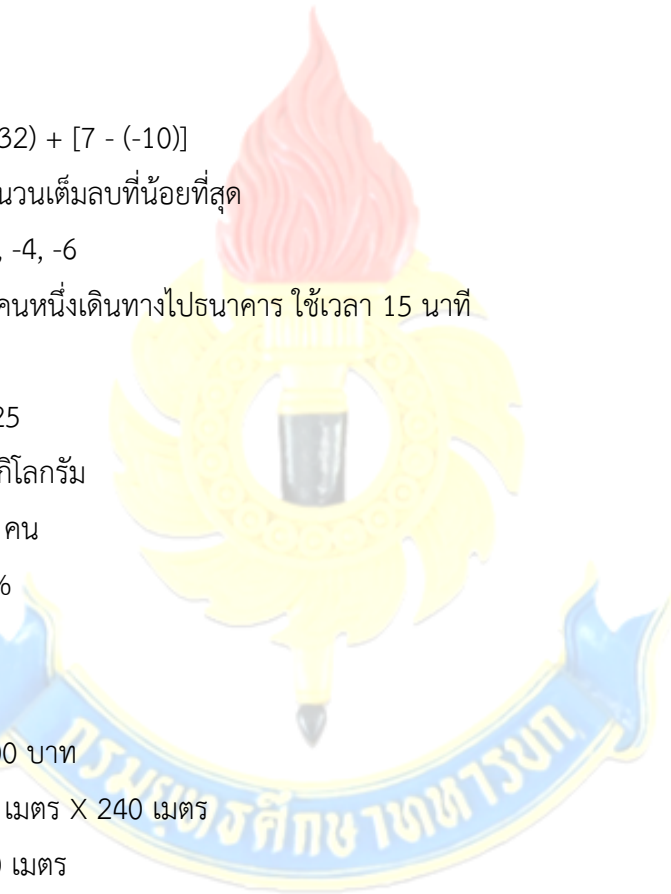 32) + [7 - (-10)]
นวนเต็มลบที่น้อยที่สุด
, -4, -6
คนหนึ่งเดินทางไปธนาคาร ใช้เวลา 15 นาที
25
กิโลกรัม
คน
%
00 บาท
เมตร X 240 เมตร
เมตร
กรมยุทธศึกษาทหารบก